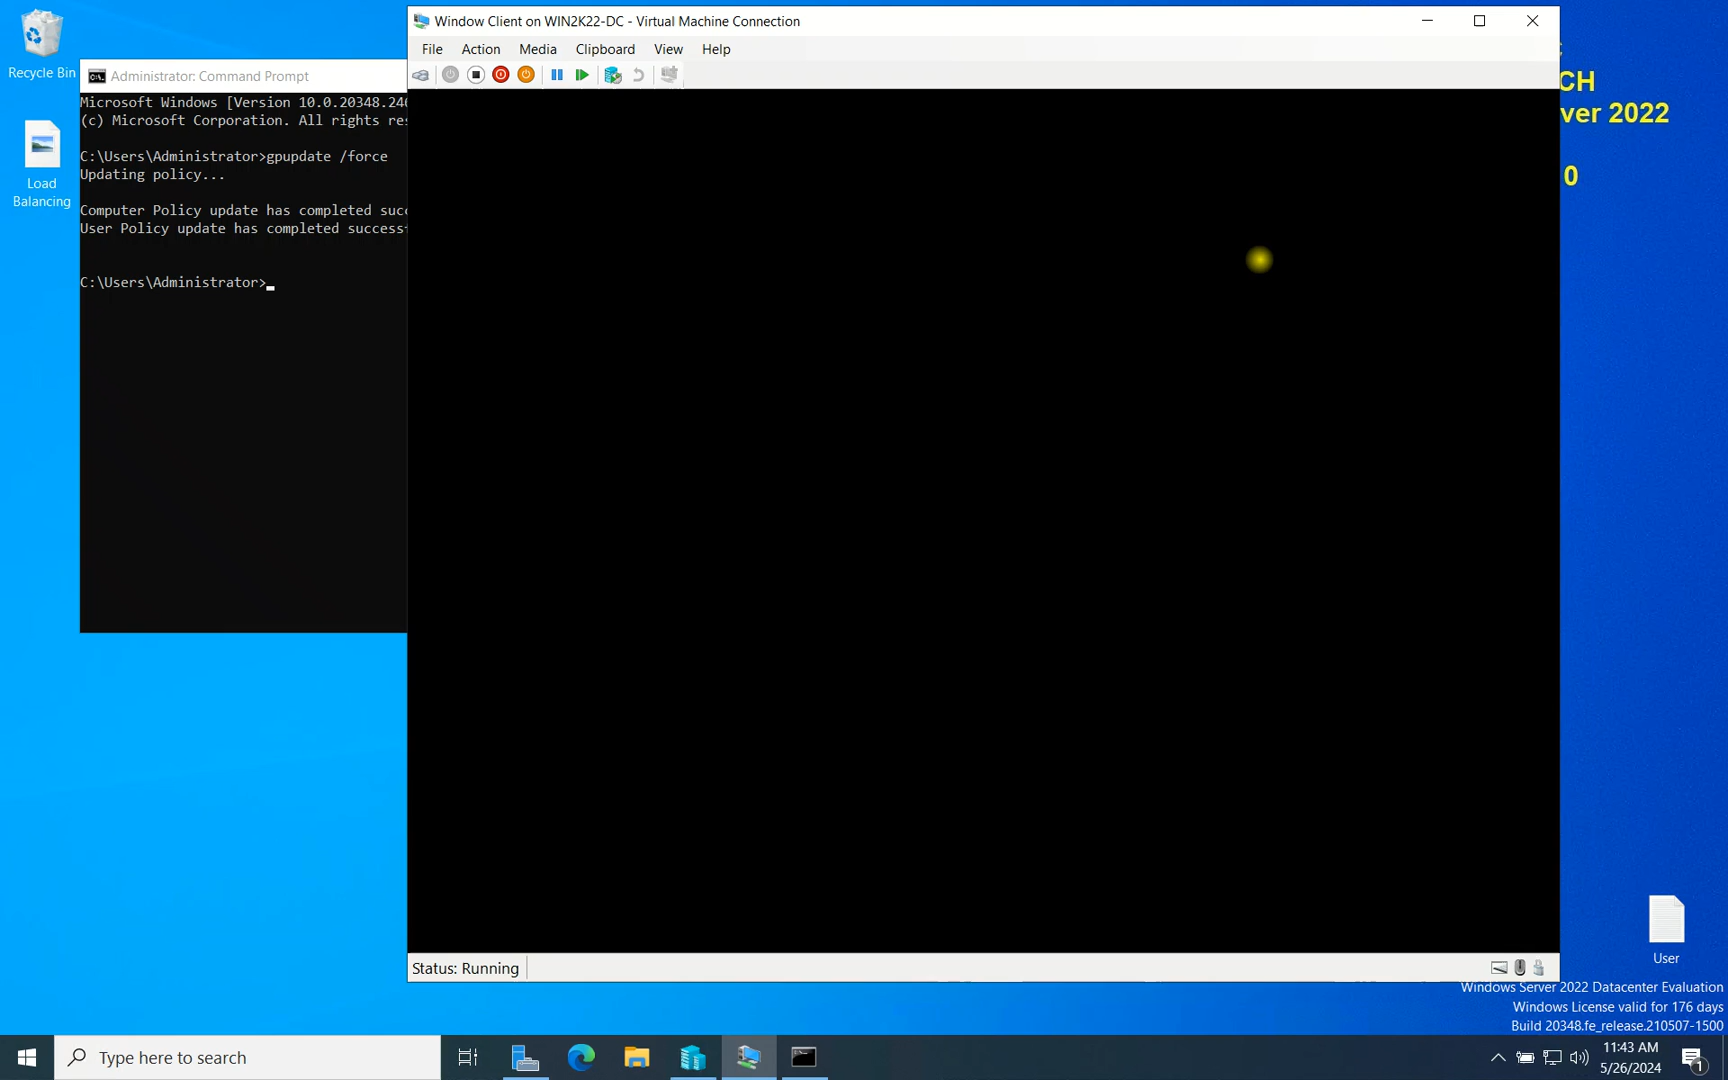 Recycle Bin
Load
Balancing
Administrator: Command Prompt
Microsoft Windows [Version 10.0.20348.24
(c) Microsoft Corporation. All rights re
C:\Users\Administrator>gpupdate /force
Updating policy...
Computer Policy update has completed suc
User Policy update has completed success
C:\Users\Administrator>
Window Client on WIN2K22-DC - Virtual Machine Connection
File Action Media Clipboard View Help
Status: Running
CH
ver 2022
0
User
Windows Server 2022 Datacenter Evaluation
Windows License valid for 176 days
Build 20348.fe_release.210507-1500
Type here to search
11:43 AM
5/26/2024
1